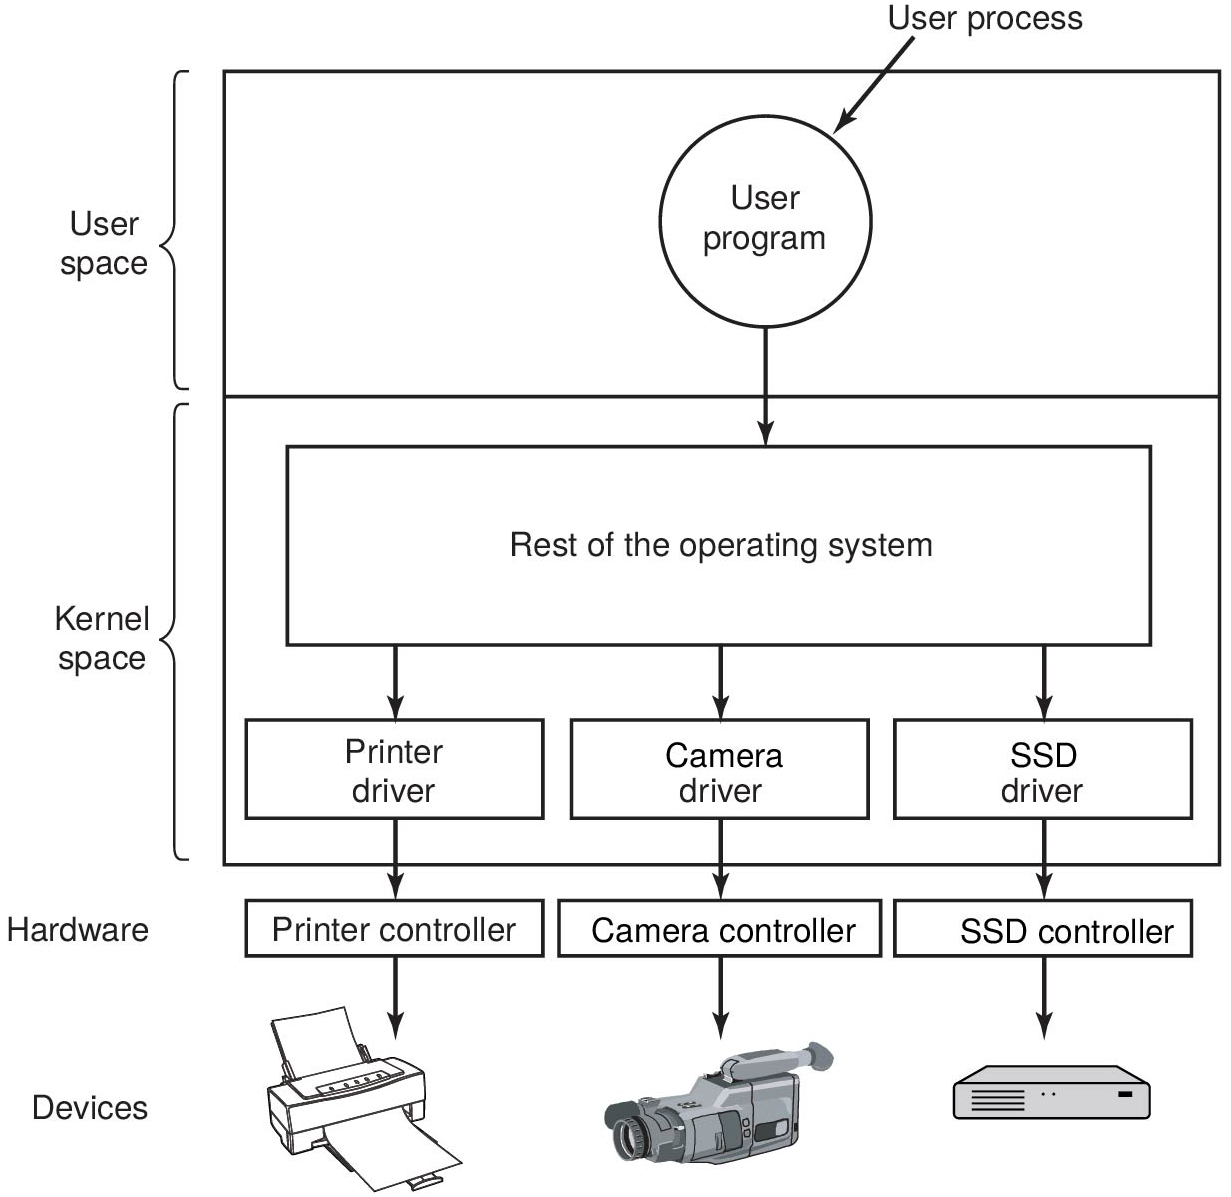 User process
User
program
User
space
Rest of the operating system
Kernel
space
Printer
driver
Camera
driver
SSD
driver
Hardware
Printer controller
Camera controller
SSD controller
Devices